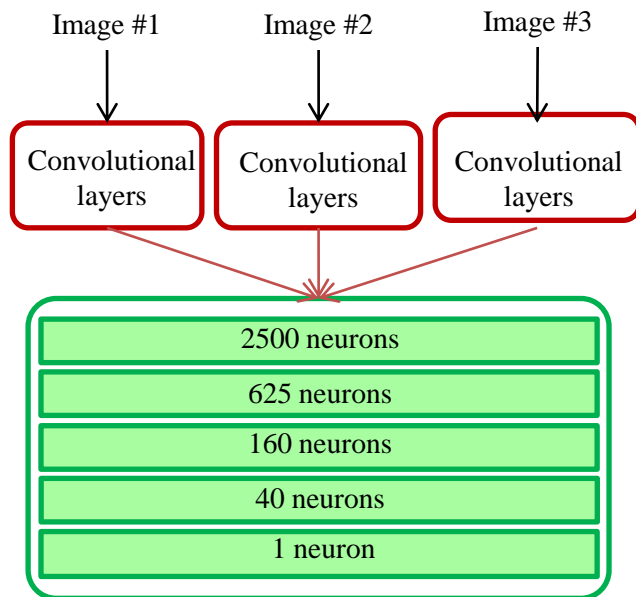 Image #1
Image #2
Image #3
Convolutional
layers
Convolutional
layers
Convolutional
layers
2500 neurons
625 neurons
160 neurons
40 neurons
1 neuron